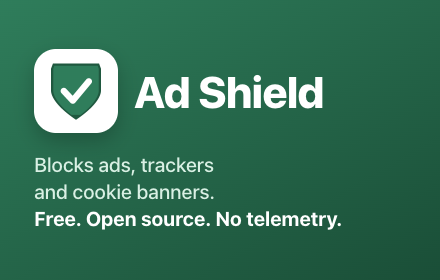 Ad Shield
Blocks ads, trackers
and cookie banners.
Free. Open source. No telemetry.